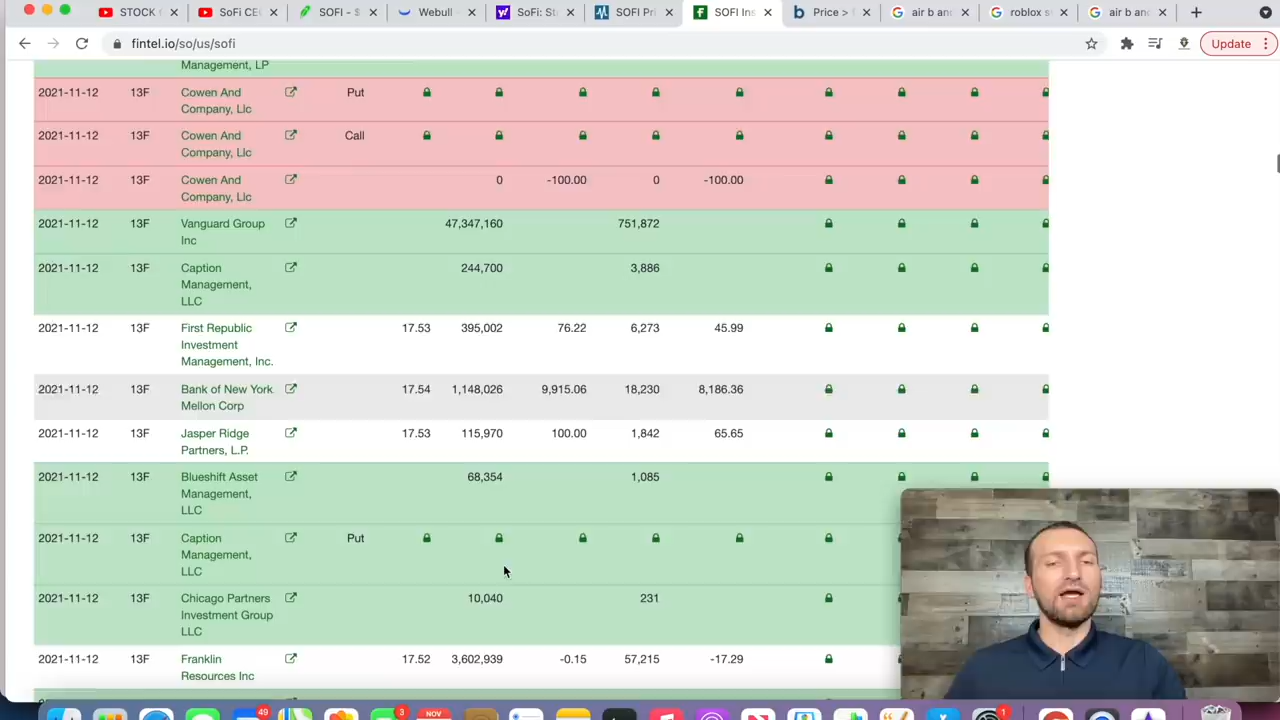 STOCK f
SoFi CE
SOFI - $
Webull -
SoFi: St
SOFI Pri
SOFI Ins
Price >
air b and
roblox s
air b and
fintel.io/so/us/sofi
Update
Management, LP
2021-11-12 13F Cowen And Put
Company, Llc
2021-11-12 13F Cowen And Call
Company, Llc
2021-11-12 13F Cowen And 0 -100.00 0 -100.00
Company, Llc
2021-11-12 13F Vanguard Group 47,347,160 751,872
Inc
2021-11-12 13F Caption 244,700 3,886
Management,
LLC
2021-11-12 13F First Republic 17.53 395,002 76.22 6,273 45.99
Investment
Management, Inc.
2021-11-12 13F Bank of New York 17.54 1,148,026 9,915.06 18,230 8,186.36
Mellon Corp
2021-11-12 13F Jasper Ridge 17.53 115,970 100.00 1,842 65.65
Partners, L.P.
2021-11-12 13F Blueshift Asset 68,354 1,085
Management,
LLC
2021-11-12 13F Caption Put
Management,
LLC
2021-11-12 13F Chicago Partners 10,040 231
Investment Group
LLC
2021-11-12 13F Franklin 17.52 3,602,939 -0.15 57,215 -17.29
Resources Inc
49
3
NOV
1